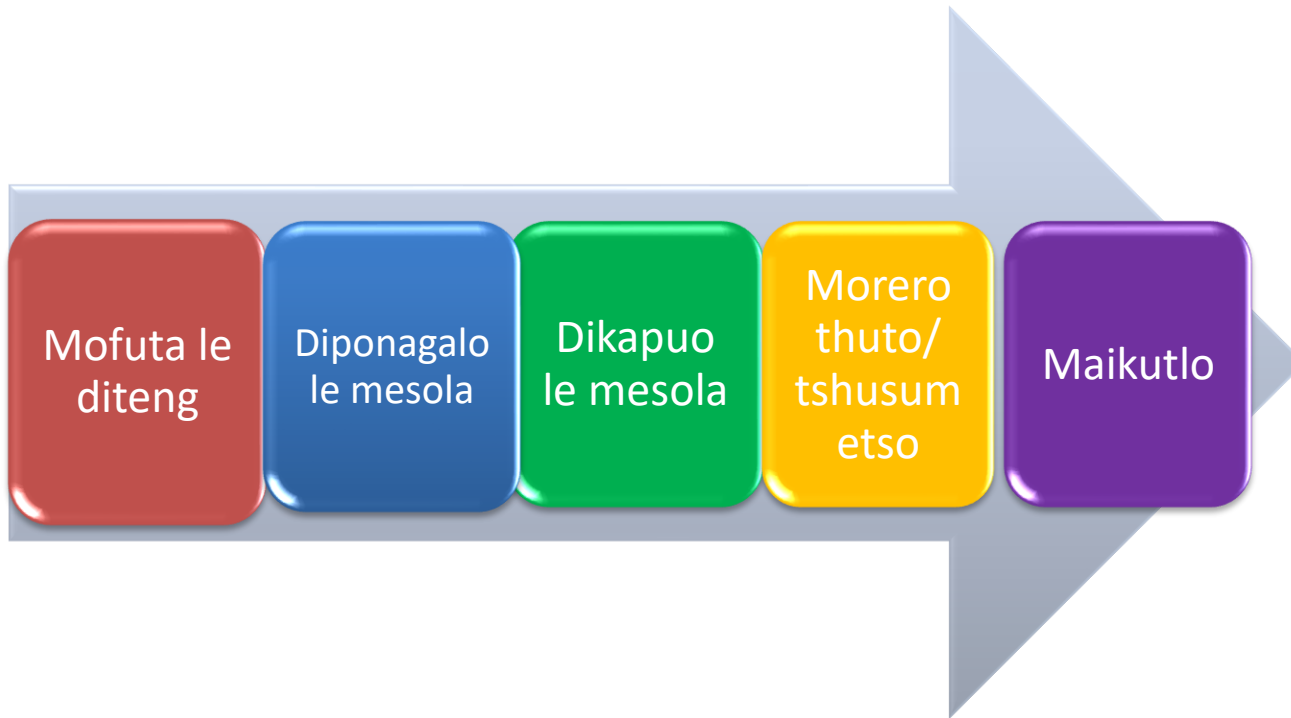 Mofuta le
diteng
Diponagalo
le mesola
Dikapuo
le mesola
Morero
thuto/
tshusum
etso
Maikutlo